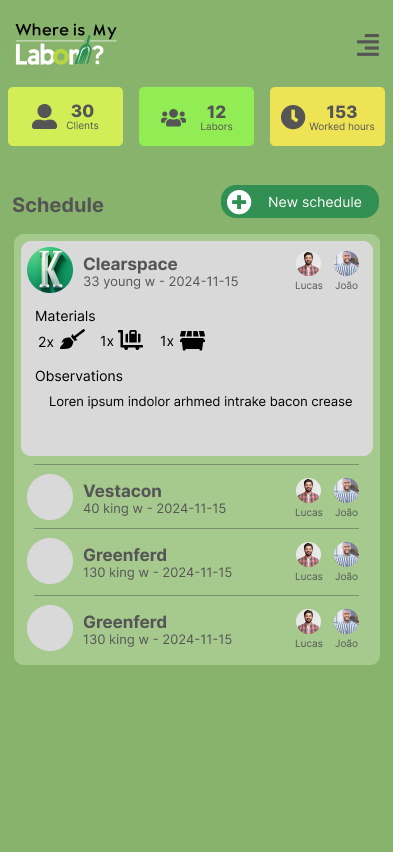 Where is My
Labor?
30
Clients
12
Labors
153
Worked hours
Schedule
New schedule
K
Clearspace
33 young w - 2024-11-15
Lucas
João
Materials
2x
1x
1x
Observations
Loren ipsum indolor arhmed intrake bacon crease
Vestacon
40 king w - 2024-11-15
Lucas
João
Greenferd
130 king w - 2024-11-15
Lucas
João
Greenferd
130 king w - 2024-11-15
Lucas
João